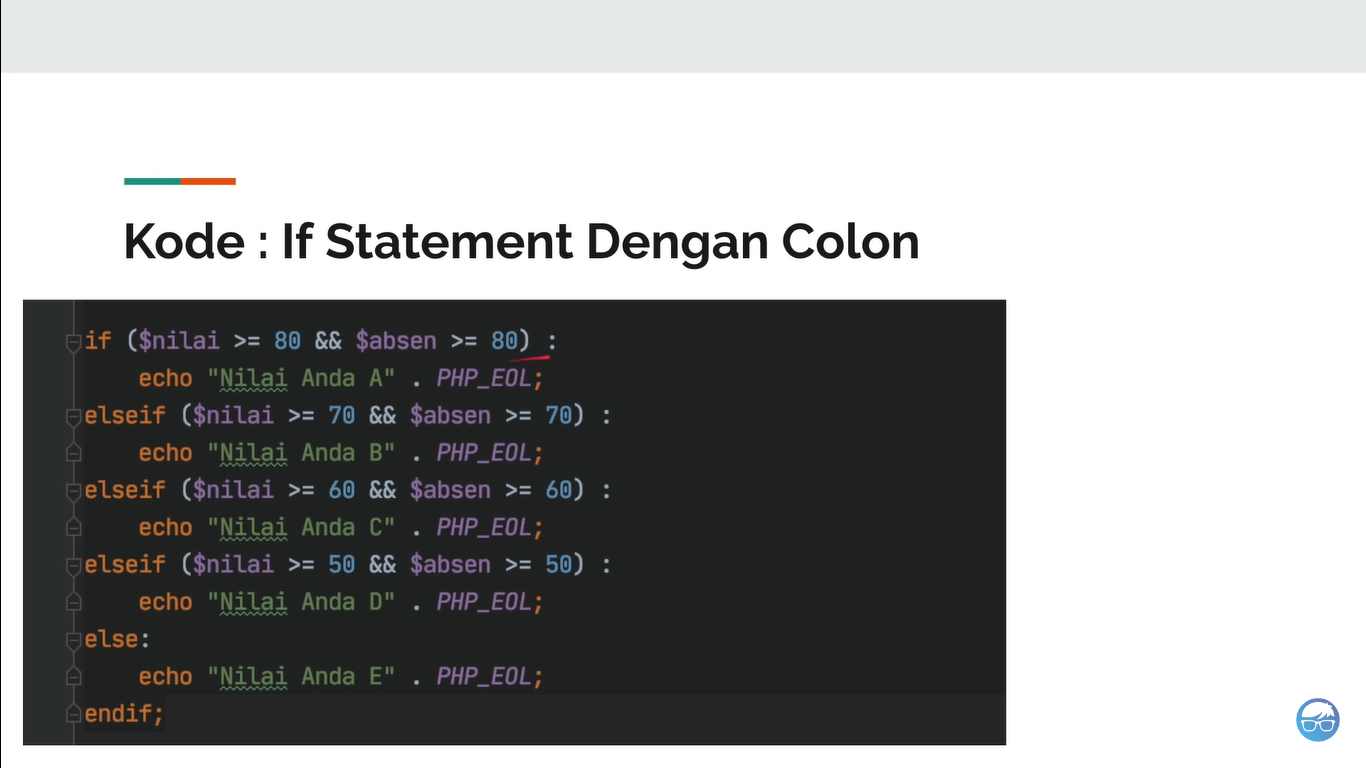 Kode : If Statement Dengan Colon
if ($nilai >= 80 && $absen >= 80) :
echo "Nilai Anda A" . PHP_EOL;
elseif ($nilai >= 70 && $absen >= 70) :
echo "Nilai Anda B" . PHP_EOL;
elseif ($nilai >= 60 && $absen >= 60) :
echo "Nilai Anda C" . PHP_EOL;
elseif ($nilai >= 50 && $absen >= 50) :
echo "Nilai Anda D" . PHP_EOL;
else:
echo "Nilai Anda E" . PHP_EOL;
endif;